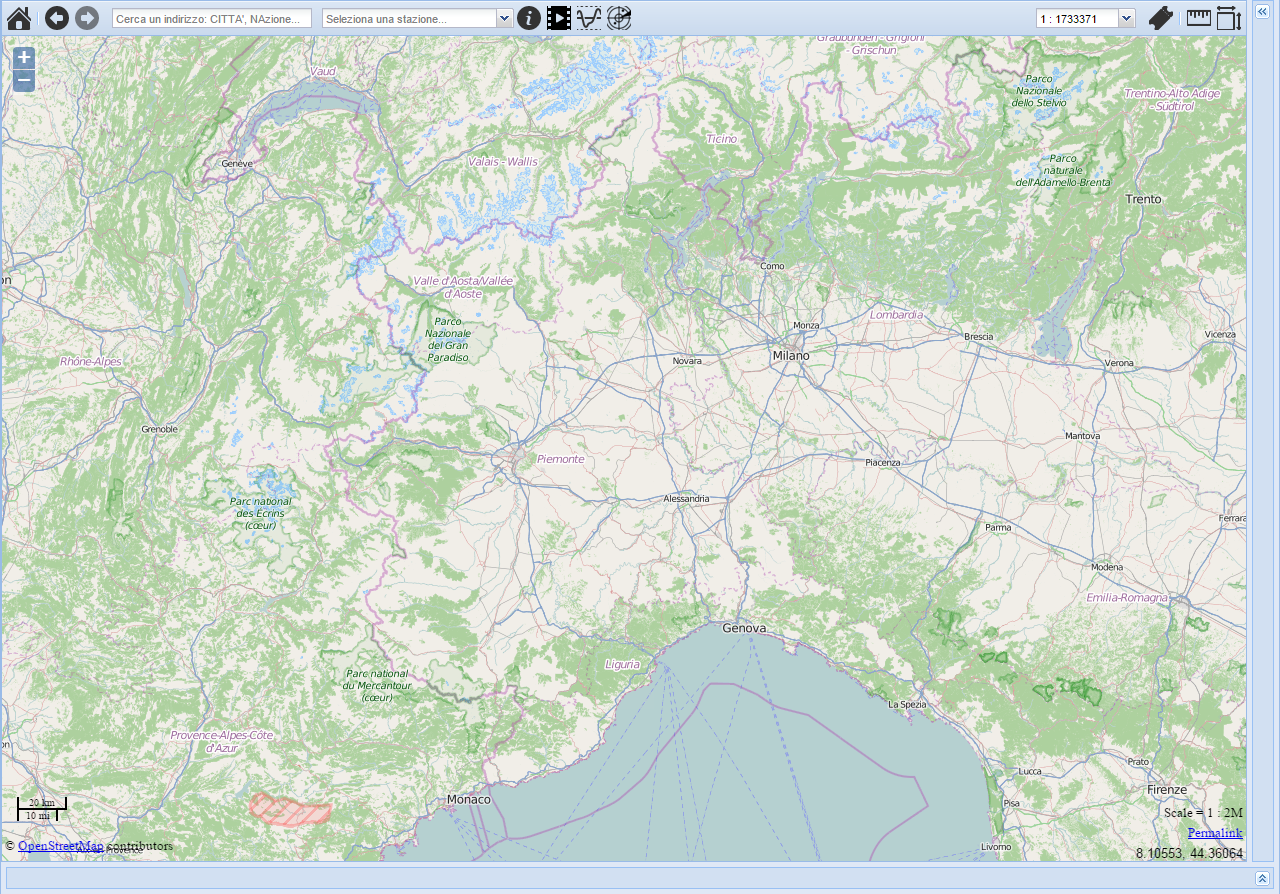 Cerca un indirizzo: CITTA', NAzione...
Seleziona una stazione...
1 : 1733371
+
−
Graubünden - Grigioni
- Grischun
Vaud
Parco
Nazionale
dello Stelvio
Trentino-Alto Adige
- Südtirol
Ticino
Genève
Valais - Wallis
Parco
naturale
dell'Adamello-Brenta
Trento
Como
on
Valle d'Aosta/Vallée
d'Aoste
Lombardia
Parco
Nazionale
del Gran
Paradiso
Monza
Milano
Brescia
Vicenza
Rhône-Alpes
Novara
Verona
Grenoble
Mantova
Piemonte
Piacenza
Alessandria
Parc national
des Écrins
(cœur)
Parma
Ferrara
Modena
Emilia-Romagna
Genova
Liguria
Parc national
du Mercantour
(cœur)
La Spezia
Provence-Alpes-Côte
d'Azur
on
Prato
Lucca
Firenze
Monaco
Pisa
20 km
10 mi
Scale = 1 : 2M
Permalink
© OpenStreetMap contributors
Livorno
8.10553, 44.36064